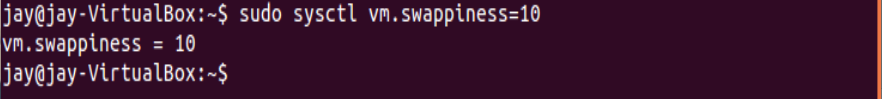 jay@jay-VirtualBox:~$ sudo sysctl vm.swappiness=10
vm.swappiness = 10
jay@jay-VirtualBox:~$